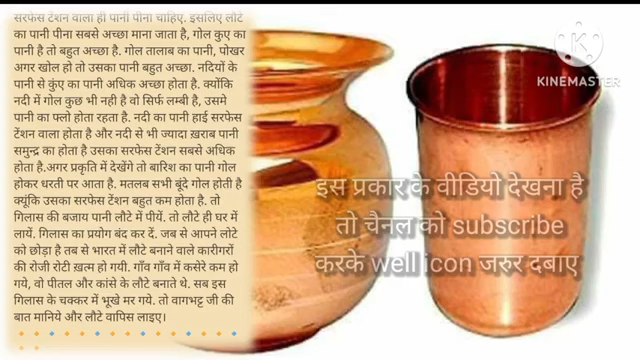 सरफेस टेंशन वाला ही पानी पीना चाहिए. इसलिए लौटे
का पानी पीना सबसे अच्छा माना जाता है, गोल कुए का
पानी है तो बहुत अच्छा है. गोल तालाब का पानी, पोखर
अगर खोल हो तो उसका पानी बहुत अच्छा. नदियों के
पानी से कुंए का पानी अधिक अच्छा होता है. क्योंकि
नदी में गोल कुछ भी नही है वो सिर्फ लम्बी है, उसमे
पानी का फ्लो होता रहता है. नदी का पानी हाई सरफेस
टेंशन वाला होता है और नदी से भी ज्यादा ख़राब पानी
समुन्द्र का होता है उसका सरफेस टेंशन सबसे अधिक
होता है.अगर प्रकृति में देखेंगे तो बारिश का पानी गोल
होकर धरती पर आता है. मतलब सभी बूंदे गोल होती है
क्यूंकि उसका सरफेस टेंशन बहुत कम होता है. तो
गिलास की बजाय पानी लौटे में पीयें. तो लौटे ही घर में
लायें. गिलास का प्रयोग बंद कर दें. जब से आपने लोटे
को छोड़ा है तब से भारत में लौटे बनाने वाले कारीगरों
की रोजी रोटी ख़त्म हो गयी. गाँव गाँव में कसेरे कम हो
गये, वो पीतल और कांसे के लौटे बनाते थे. सब इस
गिलास के चक्कर में भूखे मर गये. तो वागभट्ट जी की
बात मानिये और लौटे वापिस लाइए।
KINEMASTER
इस प्रकार के वीडियो देखना है
तो चैनल को subscribe
करके well icon जरुर दबाए